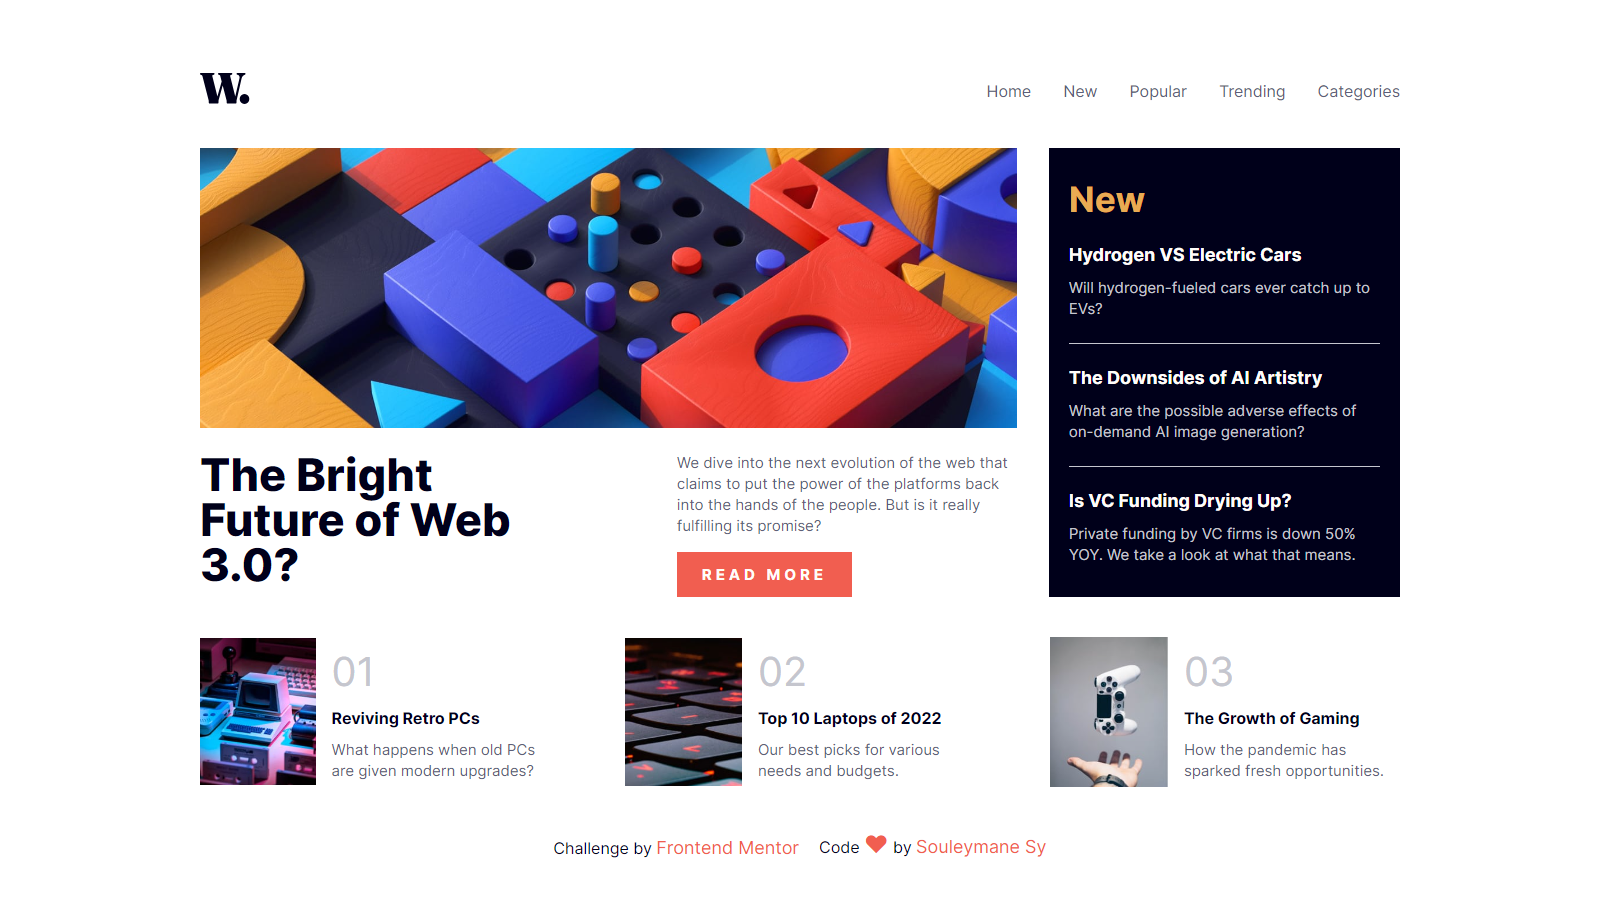 W.
Home New Popular Trending Categories
The Bright
Future of Web
3.0?
We dive into the next evolution of the web that
claims to put the power of the platforms back
into the hands of the people. But is it really
fulfilling its promise?
READ MORE
New
Hydrogen VS Electric Cars
Will hydrogen-fueled cars ever catch up to
EVs?
The Downsides of AI Artistry
What are the possible adverse effects of
on-demand AI image generation?
Is VC Funding Drying Up?
Private funding by VC firms is down 50%
YOY. We take a look at what that means.
01
Reviving Retro PCs
What happens when old PCs
are given modern upgrades?
02
Top 10 Laptops of 2022
Our best picks for various
needs and budgets.
03
The Growth of Gaming
How the pandemic has
sparked fresh opportunities.
Challenge by Frontend Mentor Code by Souleymane Sy